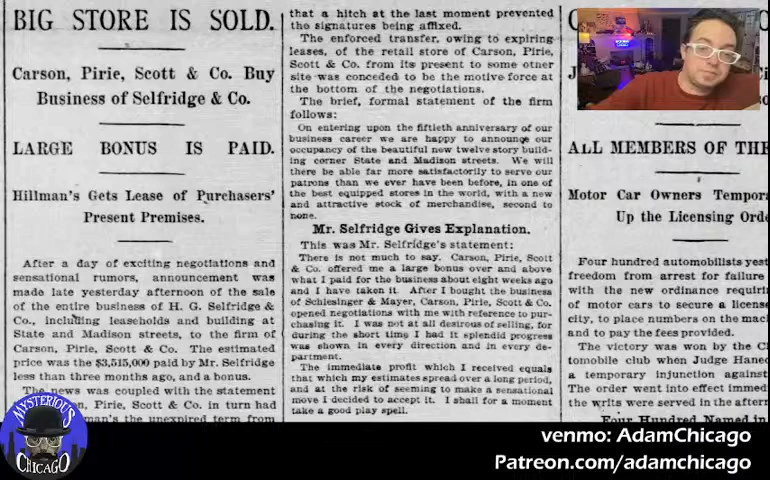 BIG STORE IS SOLD.
Carson, Pirie, Scott & Co. Buy
Business of Selfridge & Co.
LARGE BONUS IS PAID.
Hillman's Gets Lease of Purchasers'
Present Premises.
After a day of exciting negotiations and
sensational rumors, announcement was
made late yesterday afternoon of the sale
of the entire business of H. G. Selfridge &
Co., including leaseholds and building at
State and Madison streets, to the firm of
Carson, Pirie, Scott & Co. The estimated
price was the $3,515,000 paid by Mr. Selfridge
less than three months ago, and a bonus.
The news was coupled with the statement
Scott & Co. in turn had
the unexpired term from
that a hitch at the last moment prevented
the signatures being affixed.
The enforced transfer, owing to expiring
leases, of the retail store of Carson, Pirie,
Scott & Co. from its present to some other
site was conceded to be the motive force at
the bottom of the negotiations.
The brief, formal statement of the firm
follows:
On entering upon the fiftieth anniversary of our
business career we are happy to announce our
occupancy of the beautiful new twelve story build-
ing corner State and Madison streets. We will
there be able far more satisfactorily to serve our
patrons than we ever have been before, in one of
the best equipped stores in the world, with a new
and attractive stock of merchandise, second to
none.
Mr. Selfridge Gives Explanation.
This was Mr. Selfridge's statement:
There is not much to say. Carson, Pirie, Scott
& Co. offered me a large bonus over and above
what I paid for the business about eight weeks ago
and I have taken it. After I bought the business
of Schlesinger & Mayer, Carson, Pirie, Scott & Co.
opened negotiations with me with reference to pur-
chasing it. I was not at all desirous of selling, for
during the short time I had it splendid progress
was shown in every direction and in every de-
partment.
The immediate profit which I received equals
that which my estimates spread over a long period,
and at the risk of seeming to make a sensational
move I decided to accept it. I shall for a moment
take a good play spell.
ALL MEMBERS OF THE
Motor Car Owners Tempora
Up the Licensing Orde
Four hundred automobilists yest
freedom from arrest for failure
with the new ordinance requirin
of motor cars to secure a license
city, to place numbers on the mac
and to pay the fees provided.
The victory was won by the C
tomobile club when Judge Hanec
a temporary injunction against
The order went into effect immed
the writs were served in the after
Four Hundred Named in
MYSTERIOUS
CHICAGO
venmo: AdamChicago
Patreon.com/adamchicago